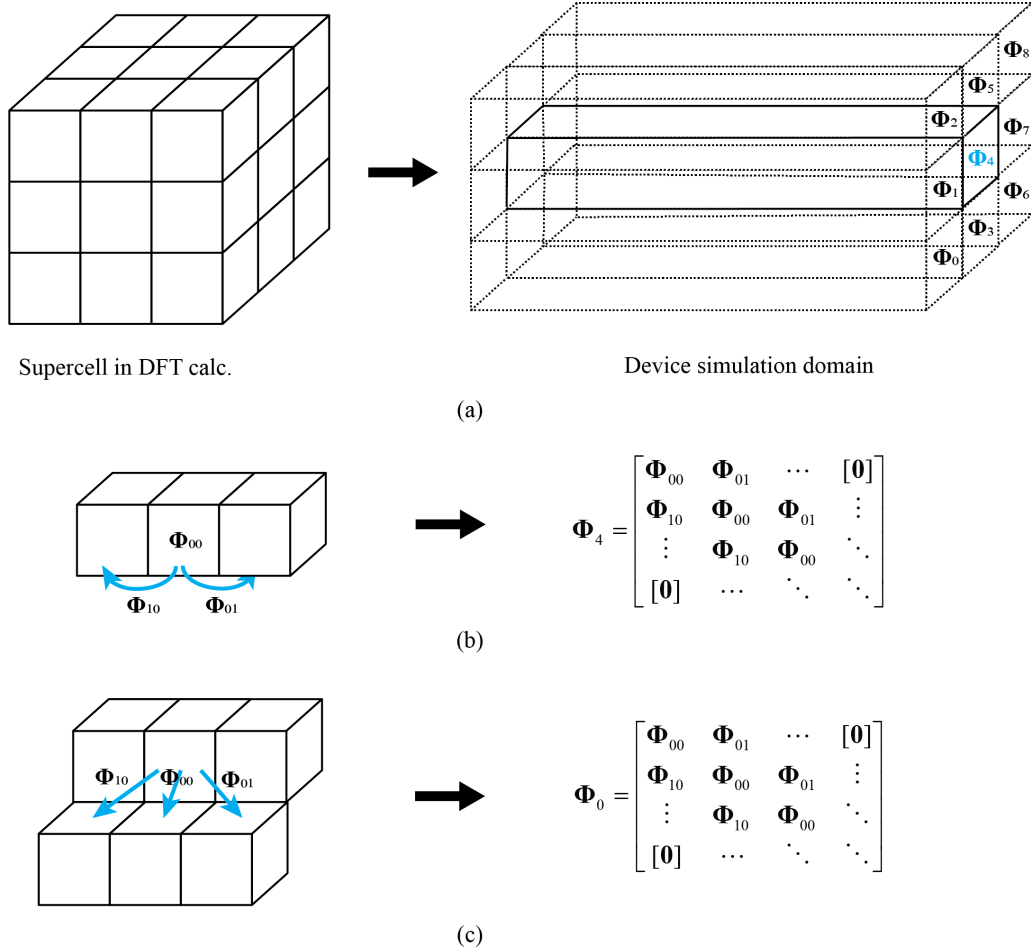 Φ8
Φ5
Φ2
Φ7
Φ4
Φ1
Φ6
Φ3
Φ0
Supercell in DFT calc.
Device simulation domain
(a)
Φ00
Φ10
Φ01
Φ4 = [Φ00 Φ01 ⋯ [0]
Φ10 Φ00 Φ01 ⋮
⋮ Φ10 Φ00 ⋱
[0] ⋯ ⋱ ⋱]
(b)
Φ10
Φ00
Φ01
Φ0 = [Φ00 Φ01 ⋯ [0]
Φ10 Φ00 Φ01 ⋮
⋮ Φ10 Φ00 ⋱
[0] ⋯ ⋱ ⋱]
(c)